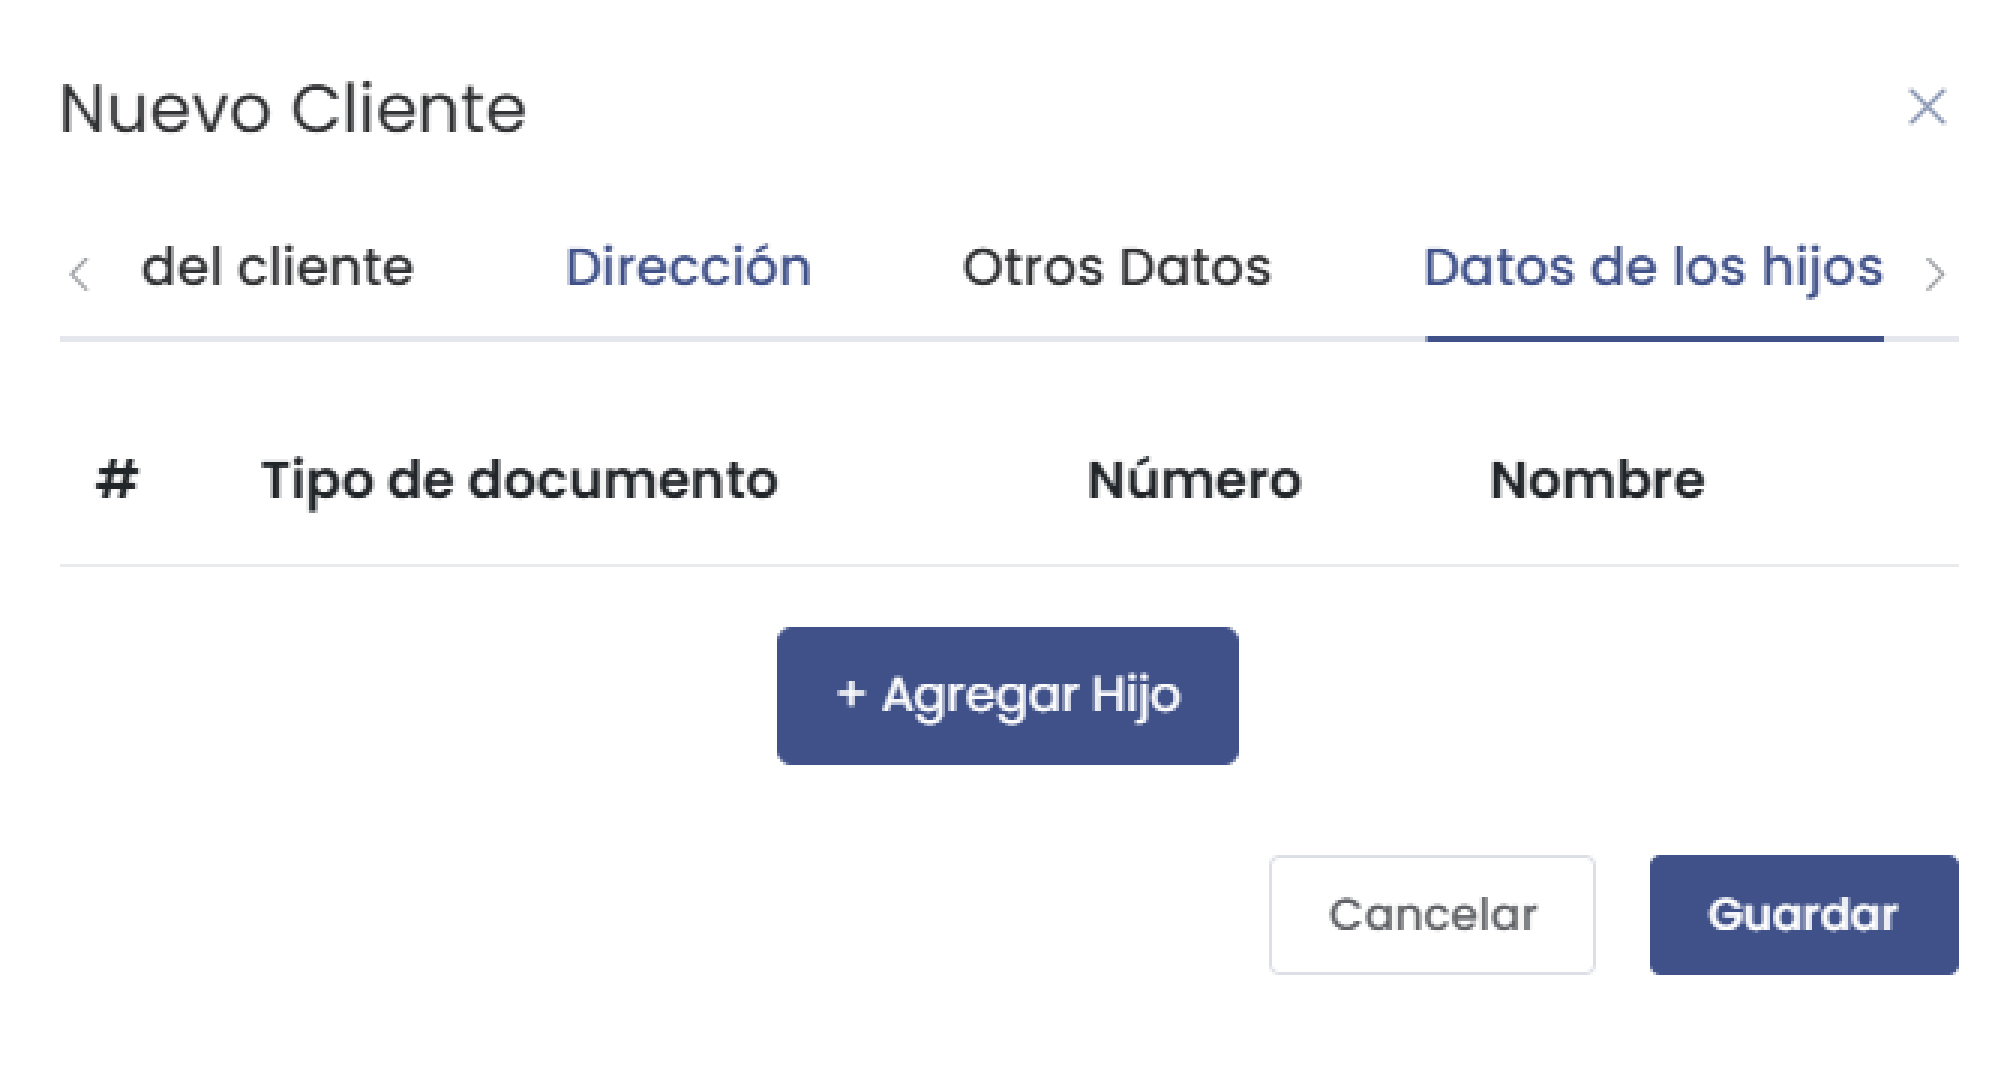 Nuevo Cliente
del cliente Dirección Otros Datos Datos de los hijos
# Tipo de documento Número Nombre
+ Agregar Hijo
Cancelar Guardar